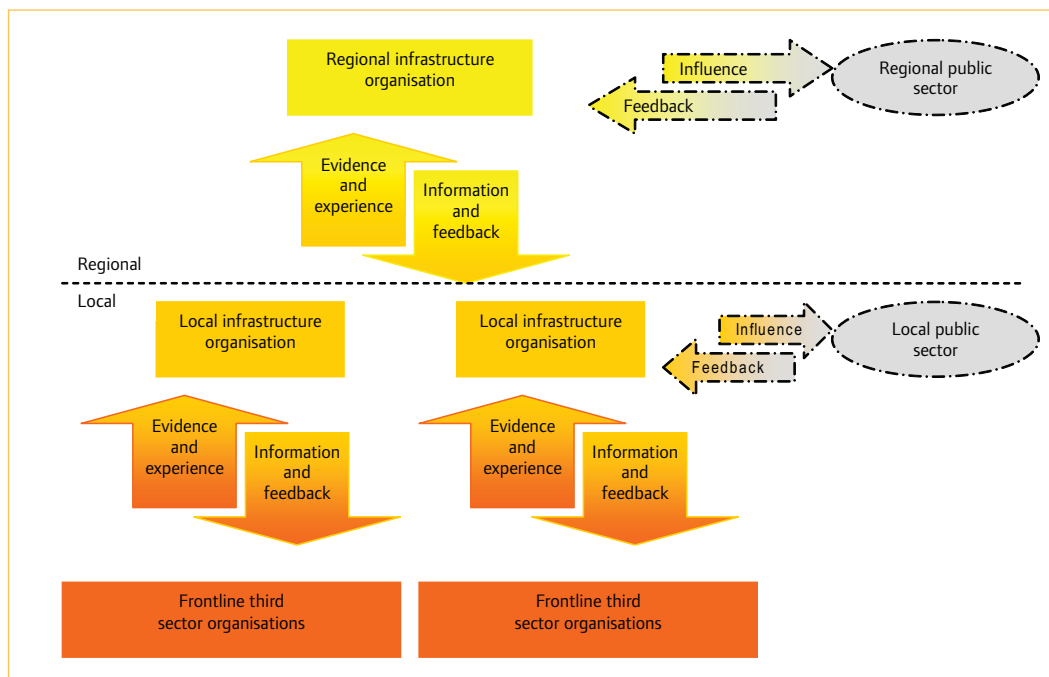 Regional infrastructure
organisation
Influence
Feedback
Regional public
sector
Evidence
and
experience
Information
and
feedback
Regional
Local
Local infrastructure
organisation
Local infrastructure
organisation
Influence
Feedback
Local public
sector
Evidence
and
experience
Information
and
feedback
Evidence
and
experience
Information
and
feedback
Frontline third
sector organisations
Frontline third
sector organisations